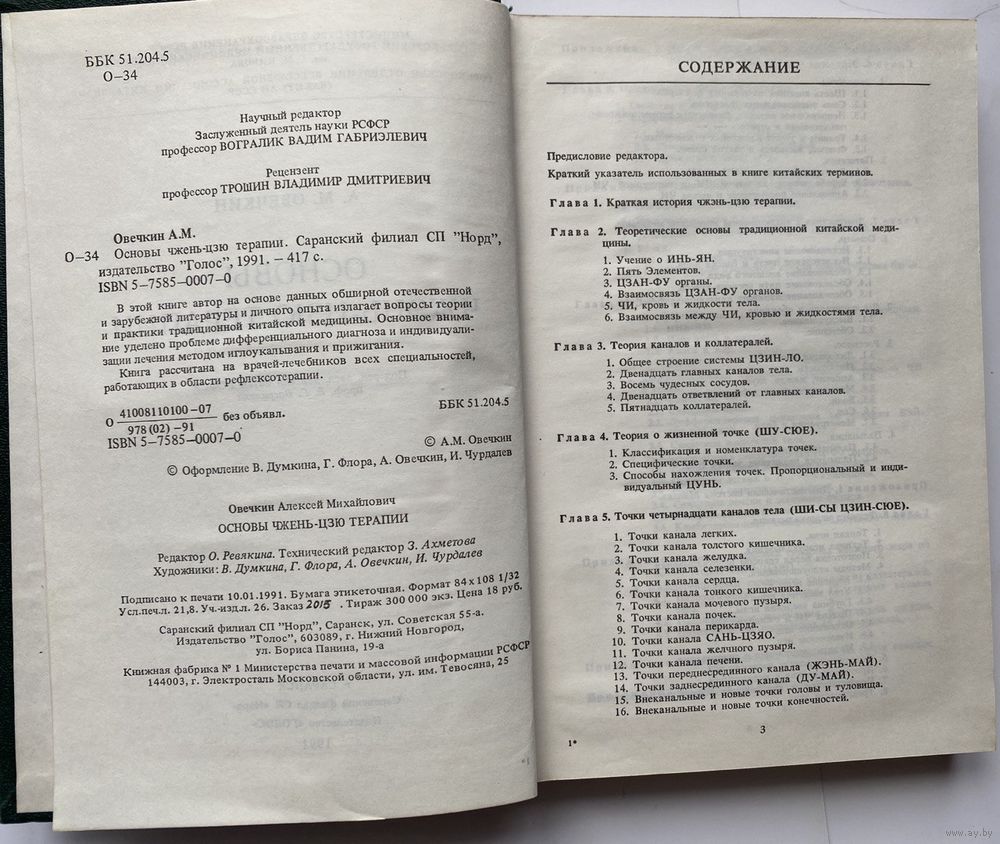 ББК 51.204.5
О—34
Научный редактор
Заслуженный деятель науки РСФСР
профессор ВОГРАЛИК ВАДИМ ГАБРИЭЛЕВИЧ
Рецензент
профессор ТРОШИН ВЛАДИМИР ДМИТРИЕВИЧ
Овечкин А.М.
О—34 Основы чжень-цзю терапии. Саранский филиал СП "Норд",
издательство "Голос", 1991. — 417 с.
ISBN 5—7585—0007—0
В этой книге автор на основе данных обширной отечественной
и зарубежной литературы и личного опыта излагает вопросы теории
и практики традиционной китайской медицины. Основное внима-
ние уделено проблеме дифференциального диагноза и индивидуали-
зации лечения методом иглоукалывания и прижигания.
Книга рассчитана на врачей-лечебников всех специальностей,
работающих в области рефлексотерапии.
О 41008110100—07
978 (02) —91 без объявл.
ББК 51.204.5
ISBN 5—7585—0007—0
© А.М. Овечкин
© Оформление В. Думкина, Г. Флора, А. Овечкин, И. Чурдалев
Овечкин Алексей Михайлович
ОСНОВЫ ЧЖЕНЬ-ЦЗЮ ТЕРАПИИ
Редактор О. Ревякина. Технический редактор З. Ахметова
Художники: В. Думкина, Г. Флора, А. Овечкин, И. Чурдалев
Подписано к печати 10.01.1991. Бумага этикеточная. Формат 84 х 108 1/32
Усл.печ.л. 21,8. Уч.-изд.л. 26. Заказ 2015 . Тираж 300 000 экз. Цена 18 руб.
Саранский филиал СП "Норд", Саранск, ул. Советская 55-а.
Издательство "Голос", 603089, г. Нижний Новгород,
ул. Бориса Панина, 19-а
Книжная фабрика № 1 Министерства печати и массовой информации РСФСР
144003, г. Электросталь Московской области, ул. им. Тевосяна, 25
СОДЕРЖАНИЕ
Предисловие редактора.
Краткий указатель использованных в книге китайских терминов.
Глава 1. Краткая история чжэнь-цзю терапии.
Глава 2. Теоретические основы традиционной китайской меди-
цины.
1. Учение о ИНЬ-ЯН.
2. Пять Элементов.
3. ЦЗАН-ФУ органы.
4. Взаимосвязь ЦЗАН-ФУ органов.
5. ЧИ, кровь и жидкости тела.
6. Взаимосвязь между ЧИ, кровью и жидкостями тела.
Глава 3. Теория каналов и коллатералей.
1. Общее строение системы ЦЗИН-ЛО.
2. Двенадцать главных каналов тела.
3. Восемь чудесных сосудов.
4. Двенадцать ответвлений от главных каналов.
5. Пятнадцать коллатералей.
Глава 4. Теория о жизненной точке (ШУ-СЮЕ).
1. Классификация и номенклатура точек.
2. Специфические точки.
3. Способы нахождения точек. Пропорциональный и инди-
видуальный ЦУНЬ.
Глава 5. Точки четырнадцати каналов тела (ШИ-СЫ ЦЗИН-СЮЕ).
1. Точки канала легких.
2. Точки канала толстого кишечника.
3. Точки канала желудка.
4. Точки канала селезенки.
5. Точки канала сердца.
6. Точки канала тонкого кишечника.
7. Точки канала мочевого пузыря.
8. Точки канала почек.
9. Точки канала перикарда.
10. Точки канала САНЬ-ЦЗЯО.
11. Точки канала желчного пузыря.
12. Точки канала печени.
13. Точки переднесрединного канала (ЖЭНЬ-МАЙ).
14. Точки заднесрединного канала (ДУ-МАЙ).
15. Внеканальные и новые точки головы и туловища.
16. Внеканальные и новые точки конечностей.
3
1*
www.ay.by